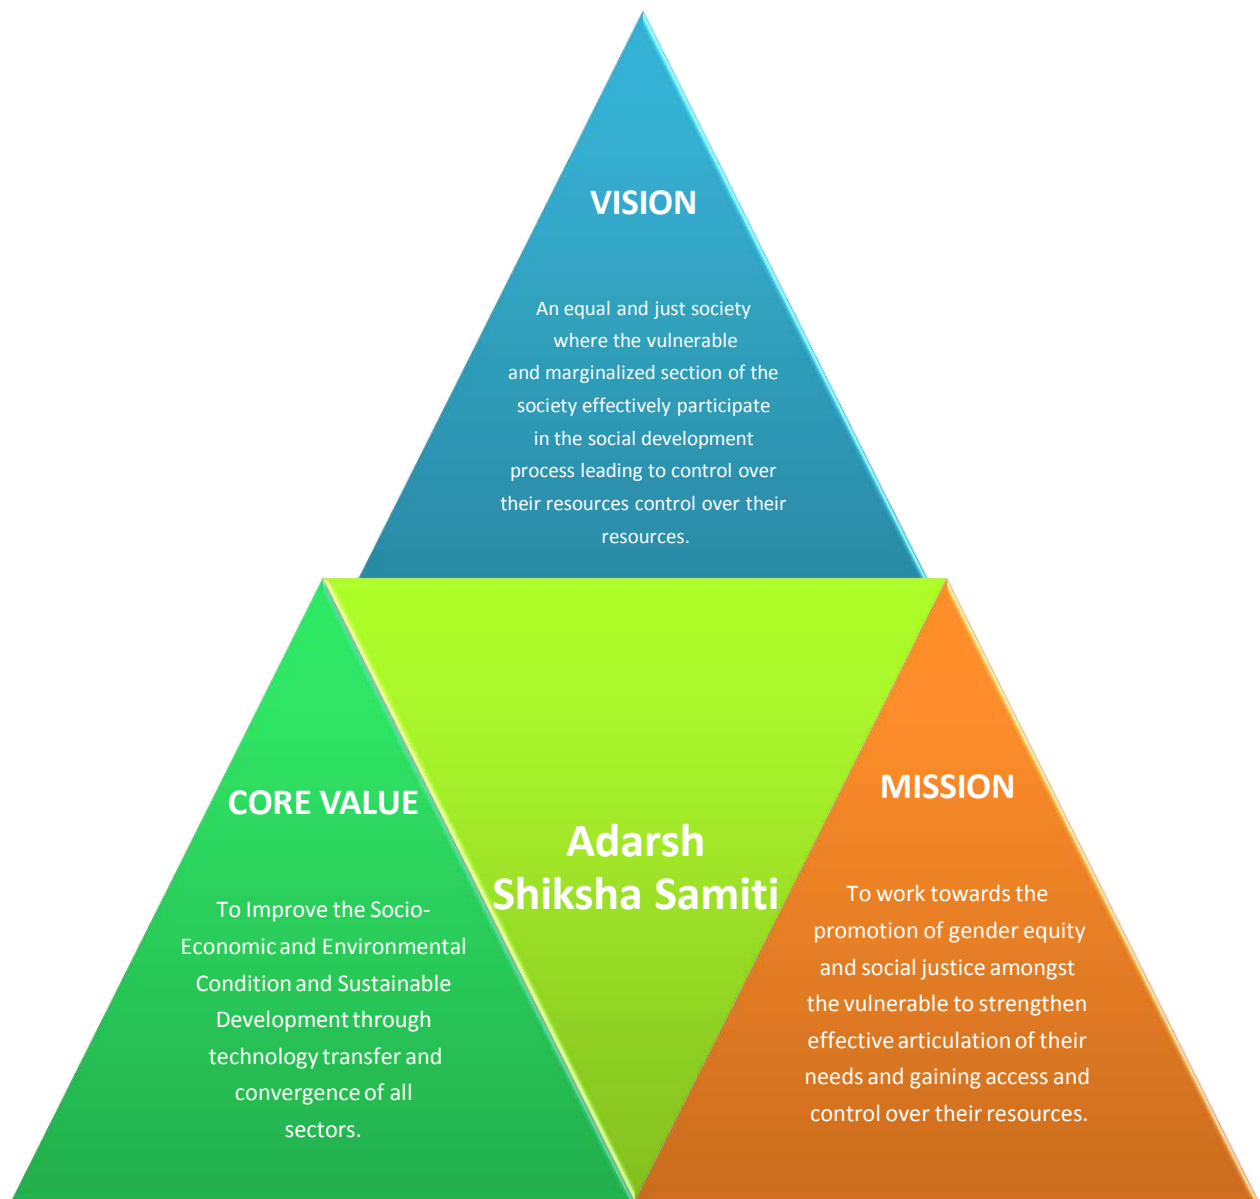 VISION
An equal and just society
where the vulnerable
and marginalized section of the
society effectively participate
in the social development
process leading to control over
their resources control over their
resources.
CORE VALUE
To Improve the Socio-
Economic and Environmental
Condition and Sustainable
Development through
technology transfer and
convergence of all
sectors.
Adarsh
Shiksha Samiti
MISSION
To work towards the
promotion of gender equity
and social justice amongst
the vulnerable to strengthen
effective articulation of their
needs and gaining access and
control over their resources.